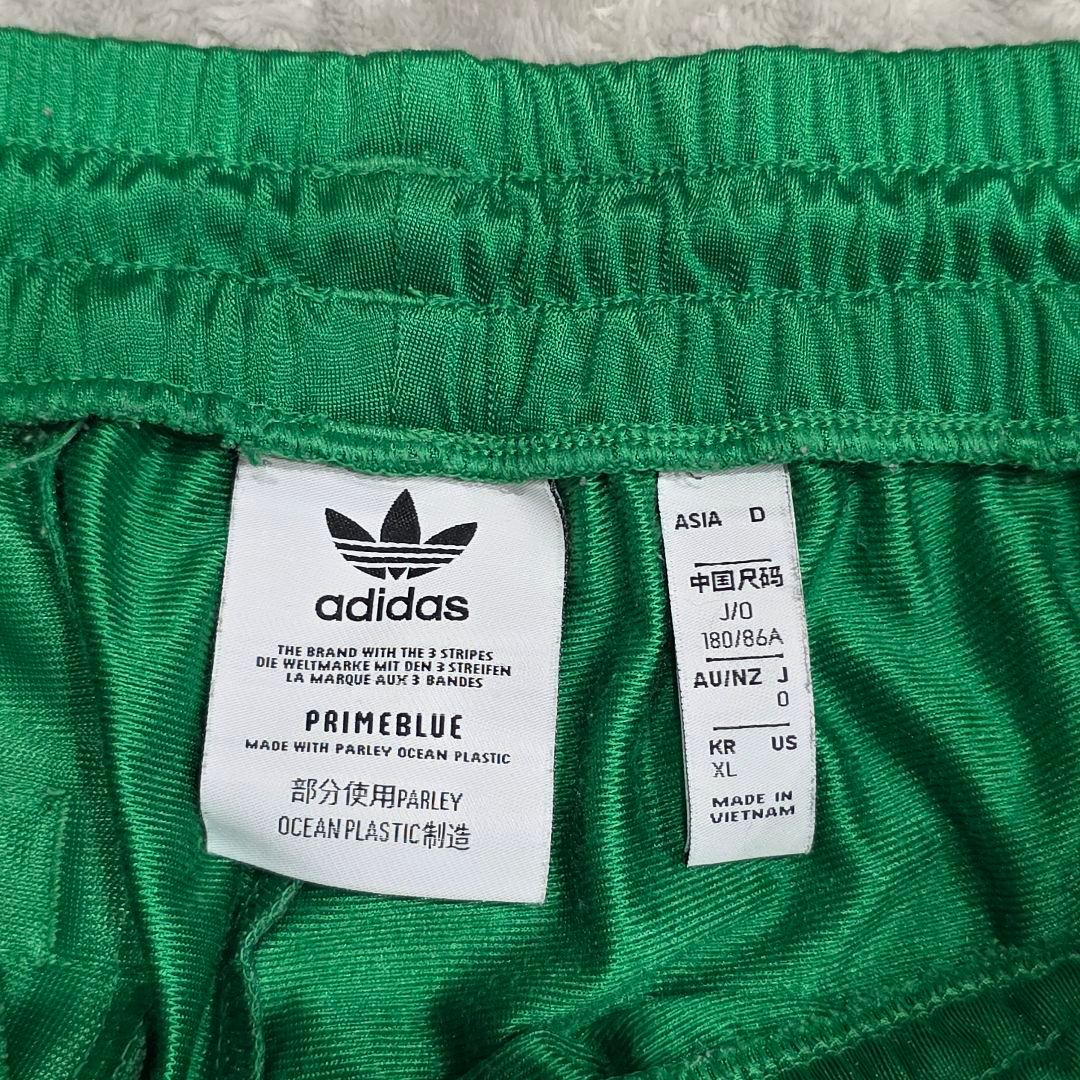 adidas
THE BRAND WITH THE 3 STRIPES
DIE WELTMARKE MIT DEN 3 STREIFEN
LA MARQUE AUX 3 BANDES
PRIMEBLUE
MADE WITH PARLEY OCEAN PLASTIC
部分使用PARLEY
OCEAN PLASTIC制造
ASIA D
中国尺码
J/O
180/86A
AU/NZ J
O
KR US
XL
MADE IN
VIETNAM